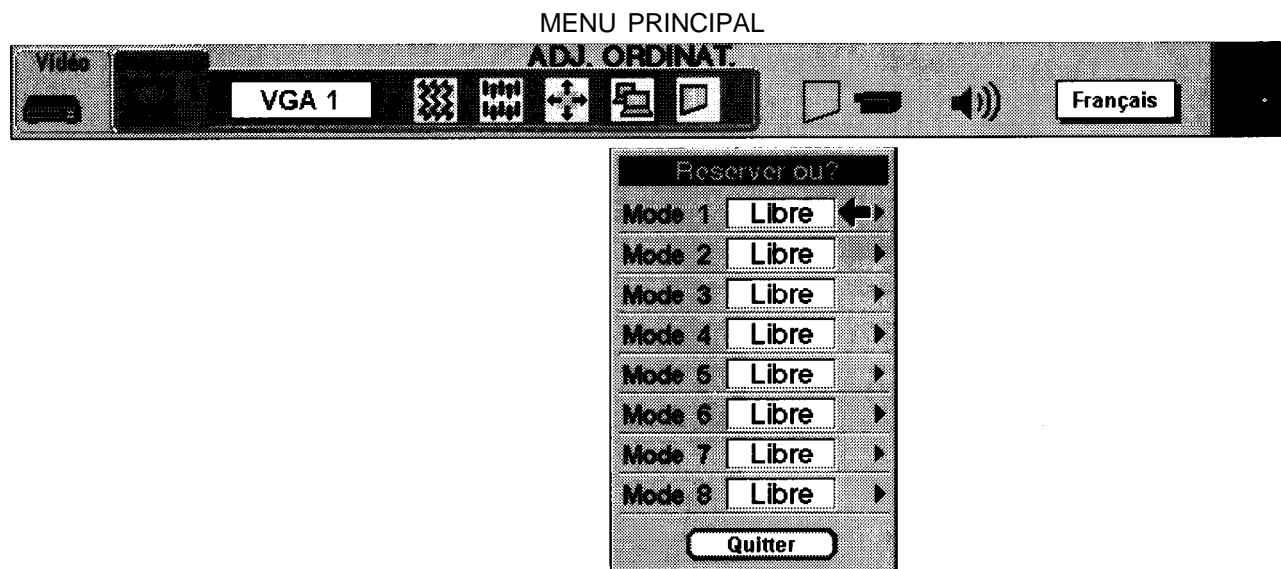 MENU PRINCIPAL
Vidéo
ADJ. ORDINAT.
VGA 1
Français
Reserver ou?
Mode 1 Libre
Mode 2 Libre
Mode 3 Libre
Mode 4 Libre
Mode 5 Libre
Mode 6 Libre
Mode 7 Libre
Mode 8 Libre
Quitter